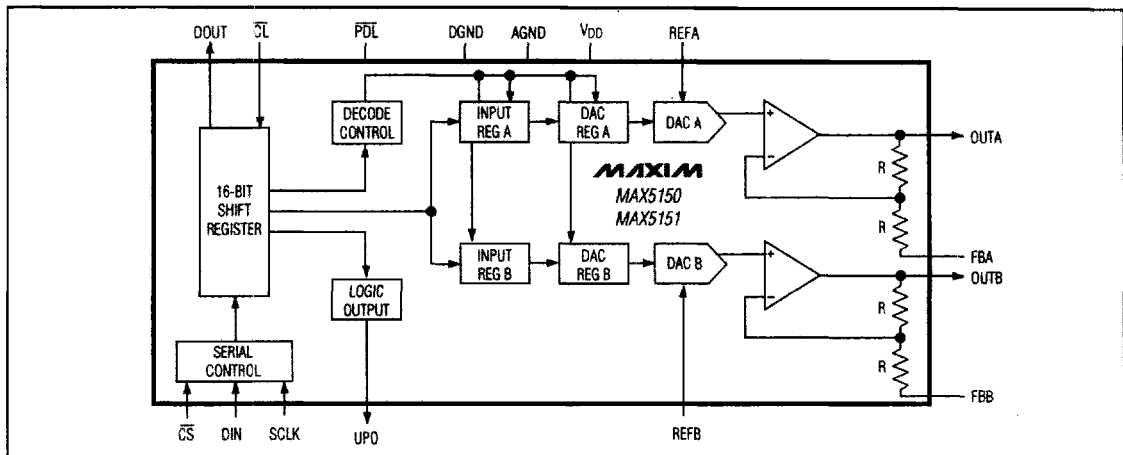 DOUT
CL
PDL
DGND
AGND
VDD
REFA
DECODE
CONTROL
INPUT
REG A
DAC
REG A
DAC A
+
−
OUTA
R
R
FBA
16-BIT
SHIFT
REGISTER
MAXIM
MAX5150
MAX5151
INPUT
REG B
DAC
REG B
DAC B
+
−
OUTB
R
R
FBB
LOGIC
OUTPUT
SERIAL
CONTROL
CS
DIN
SCLK
UPO
REFB